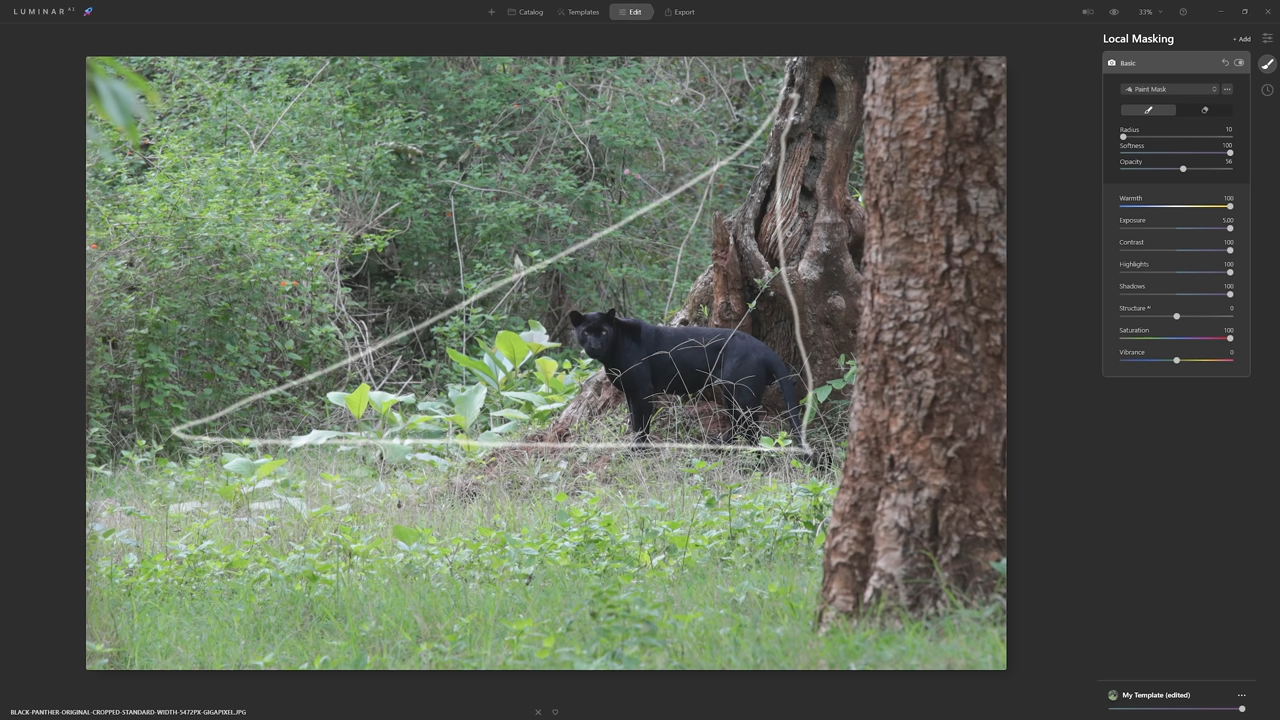 LUMINAR AI
Catalog
Templates
Edit
Export
33%
Local Masking
+ Add
Basic
Paint Mask
Radius 10
Softness 100
Opacity 56
Warmth 100
Exposure 5.00
Contrast 100
Highlights 100
Shadows 100
Structure AI 0
Saturation 100
Vibrance 0
My Template (edited)
BLACK-PANTHER-ORIGINAL-CROPPED-STANDARD-WIDTH-5472PX-GIGAPIXEL.JPG